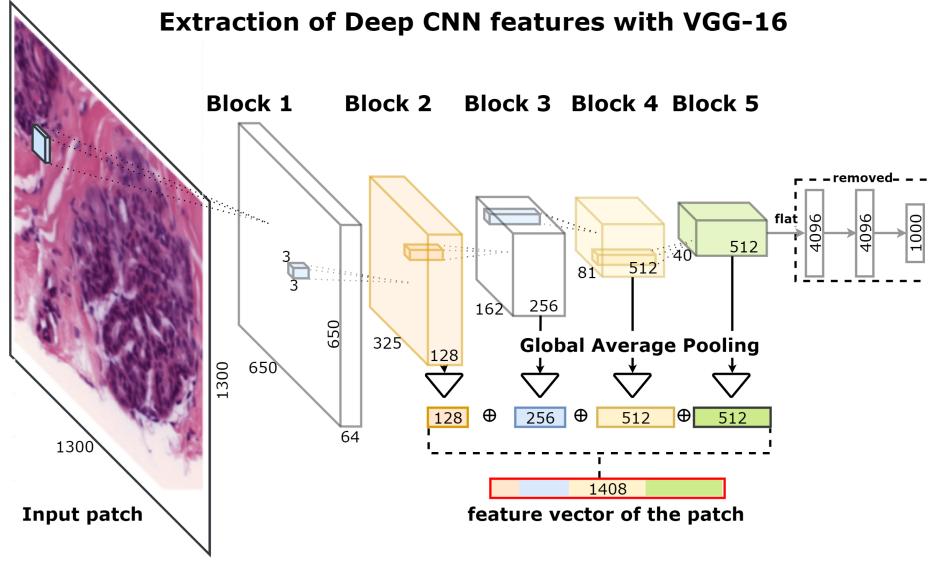 Extraction of Deep CNN features with VGG-16
Block 1
Block 2
Block 3
Block 4
Block 5
removed
flat
4096
4096
1000
3
3
650
650
64
325
128
162
256
81
512
40
512
1300
1300
Input patch
Global Average Pooling
128 ⊕ 256 ⊕ 512 ⊕ 512
1408
feature vector of the patch